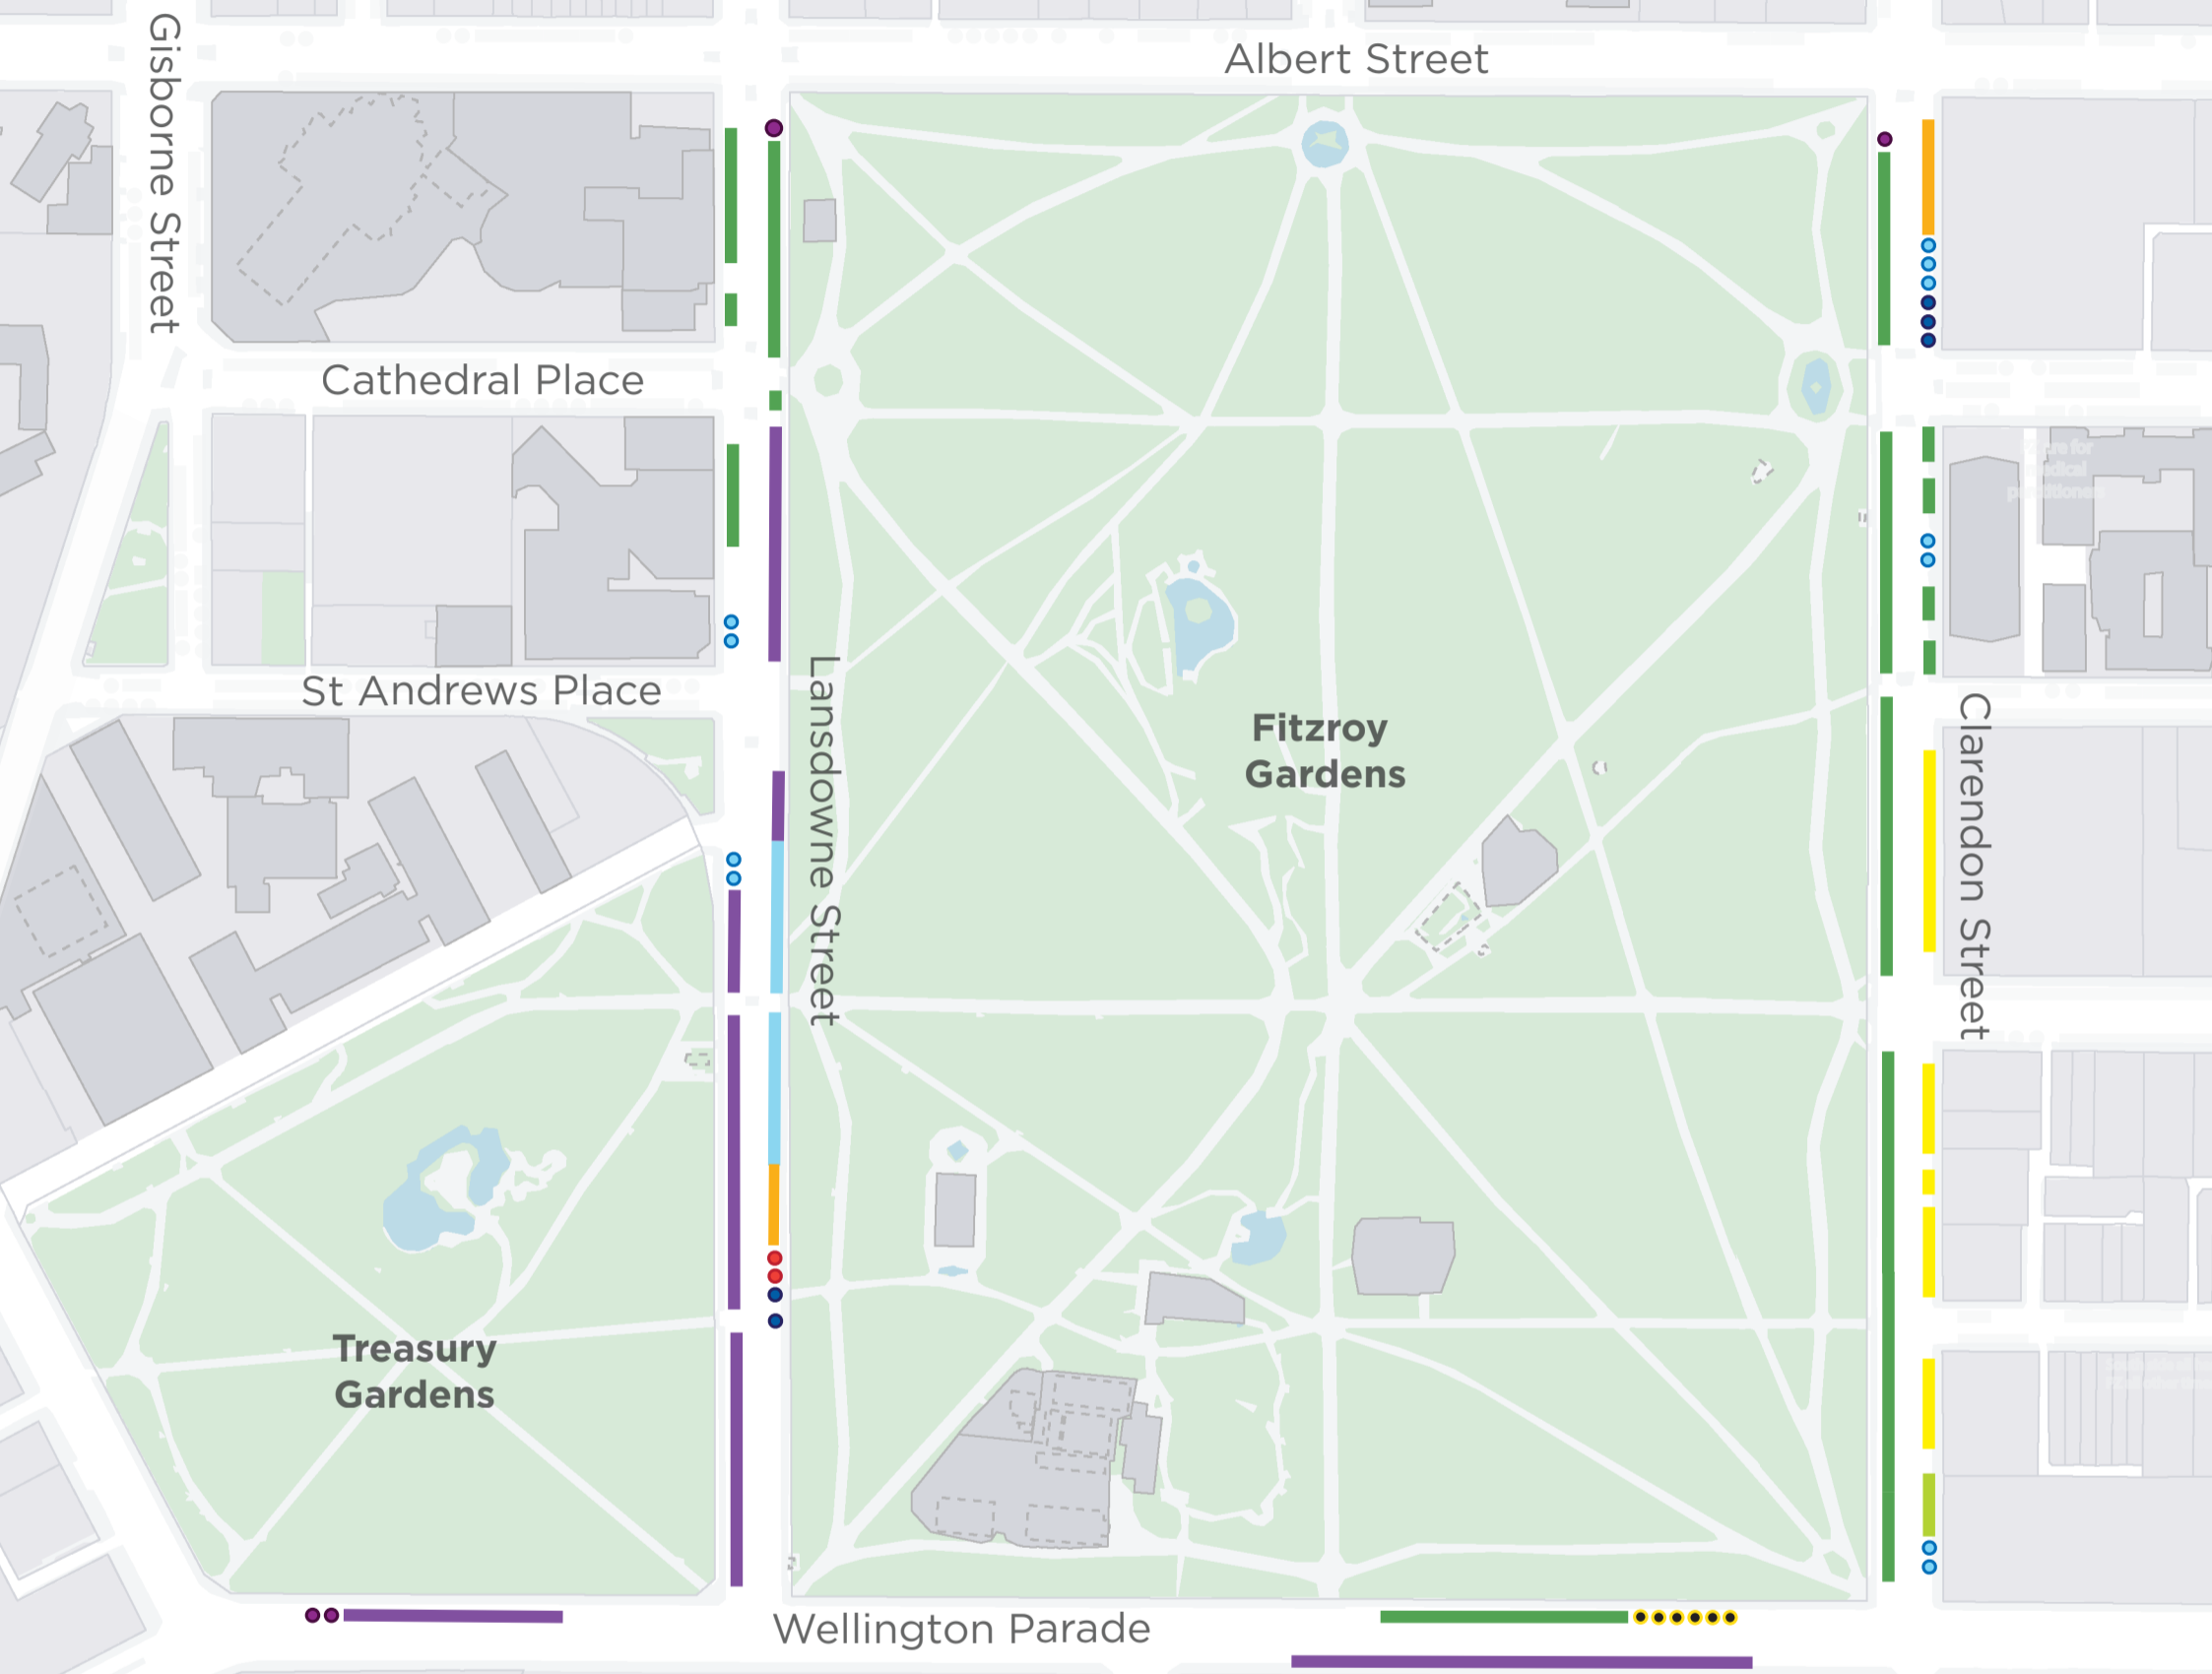 Albert Street
Gisborne Street
Cathedral Place
St Andrews Place
Lansdowne Street
Fitzroy
Gardens
Clarendon Street
Treasury
Gardens
Wellington Parade